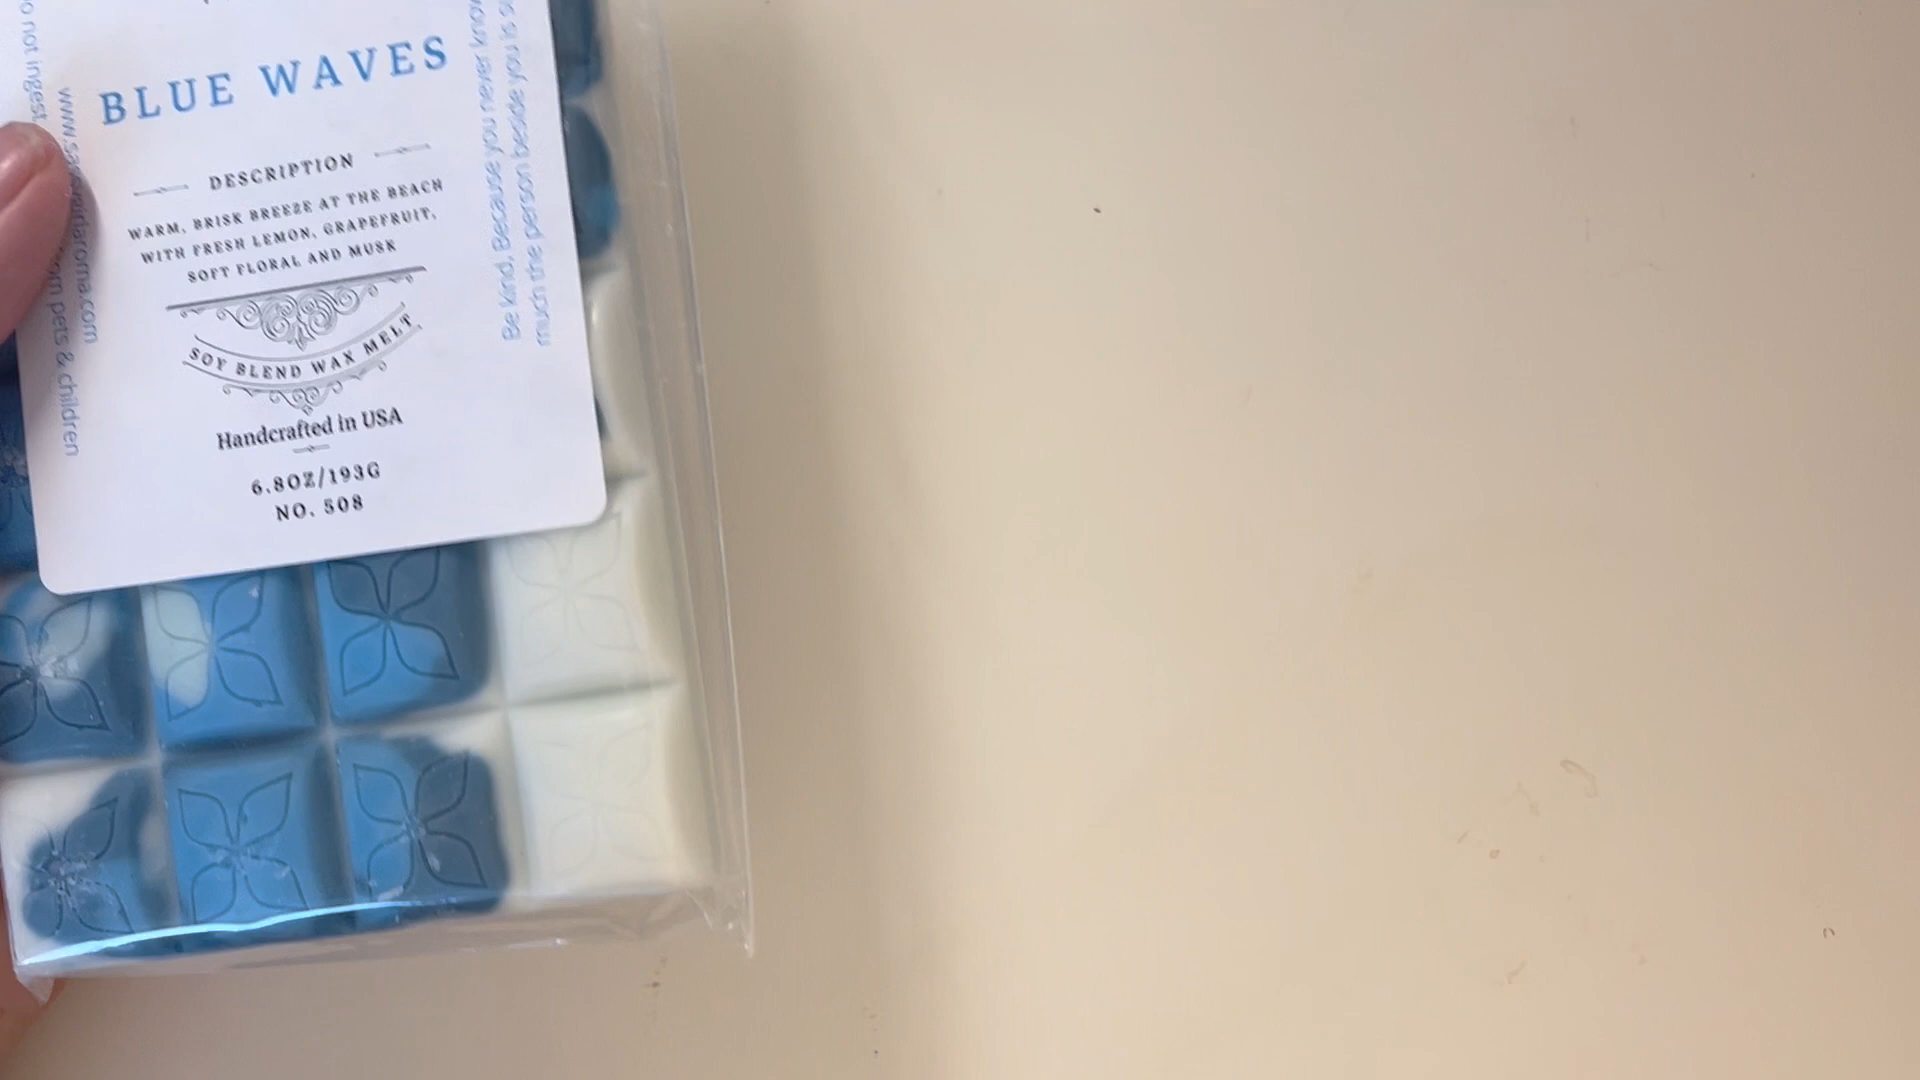 BLUE WAVES
DESCRIPTION
WARM, BRISK BREEZE AT THE BEACH
WITH FRESH LEMON, GRAPEFRUIT,
SOFT FLORAL AND MUSK
SOY BLEND WAX MELT
Handcrafted in USA
6.8OZ/193G
NO. 508
not ingest
pets & children
Be kind, Because you never know
much the person beside you is